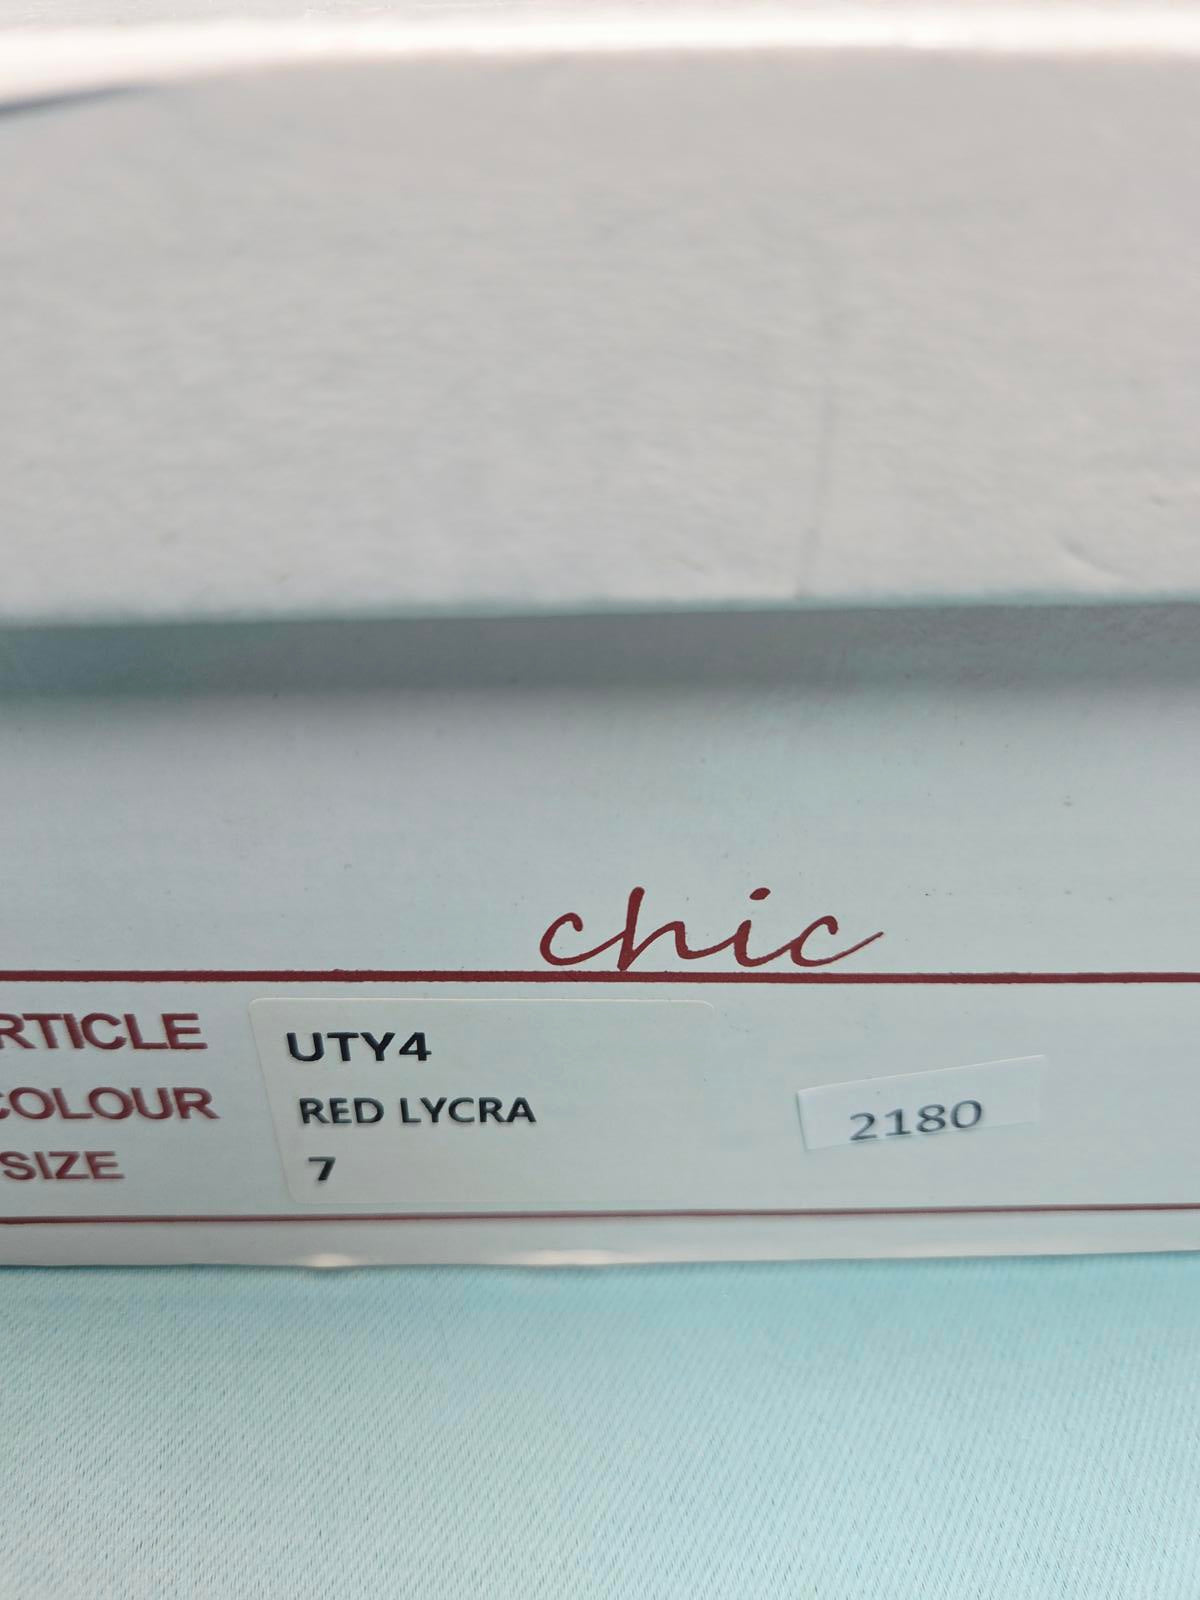 chic
RTICLE UTY4
COLOUR RED LYCRA
SIZE 7
2180